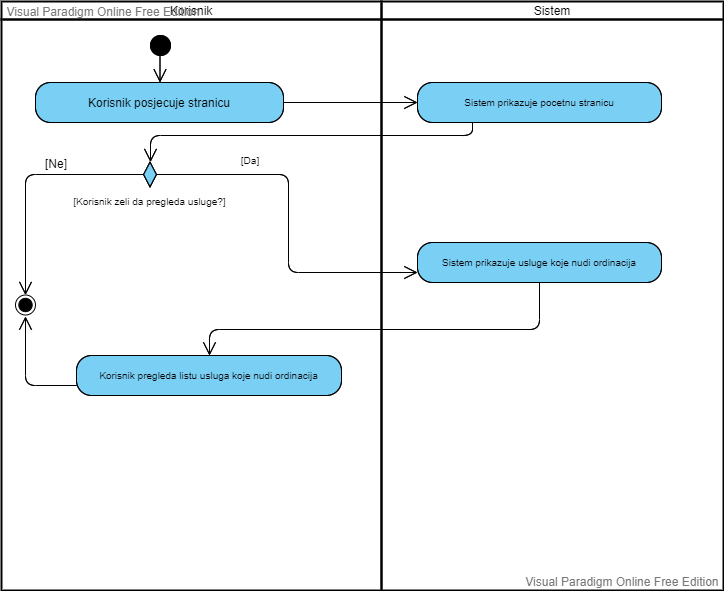 Visual Paradigm Online Free Edition
Korisnik
Sistem
Korisnik posjecuje stranicu
Sistem prikazuje pocetnu stranicu
[Ne]
[Da]
[Korisnik zeli da pregleda usluge?]
Sistem prikazuje usluge koje nudi ordinacija
Korisnik pregleda listu usluga koje nudi ordinacija
Visual Paradigm Online Free Edition